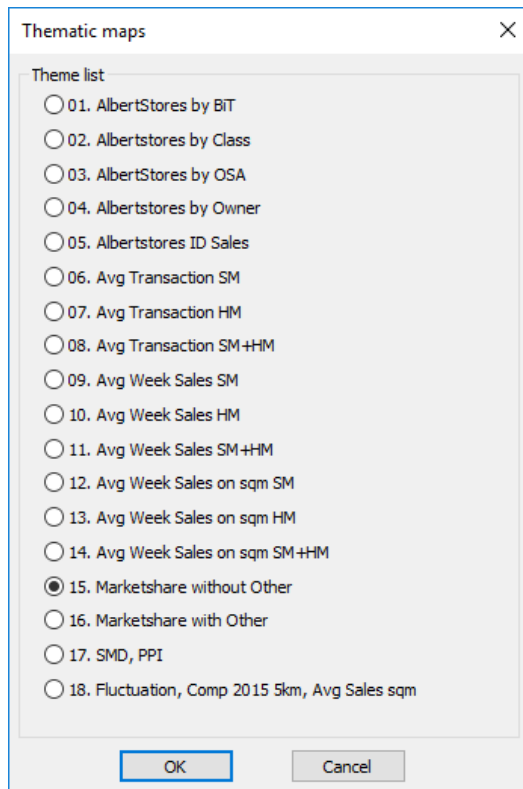 Thematic maps
Theme list
01. AlbertStores by BiT
02. Albertstores by Class
03. AlbertStores by OSA
04. Albertstores by Owner
05. Albertstores ID Sales
06. Avg Transaction SM
07. Avg Transaction HM
08. Avg Transaction SM+HM
09. Avg Week Sales SM
10. Avg Week Sales HM
11. Avg Week Sales SM+HM
12. Avg Week Sales on sqm SM
13. Avg Week Sales on sqm HM
14. Avg Week Sales on sqm SM+HM
15. Marketshare without Other
16. Marketshare with Other
17. SMD, PPI
18. Fluctuation, Comp 2015 5km, Avg Sales sqm
OK Cancel